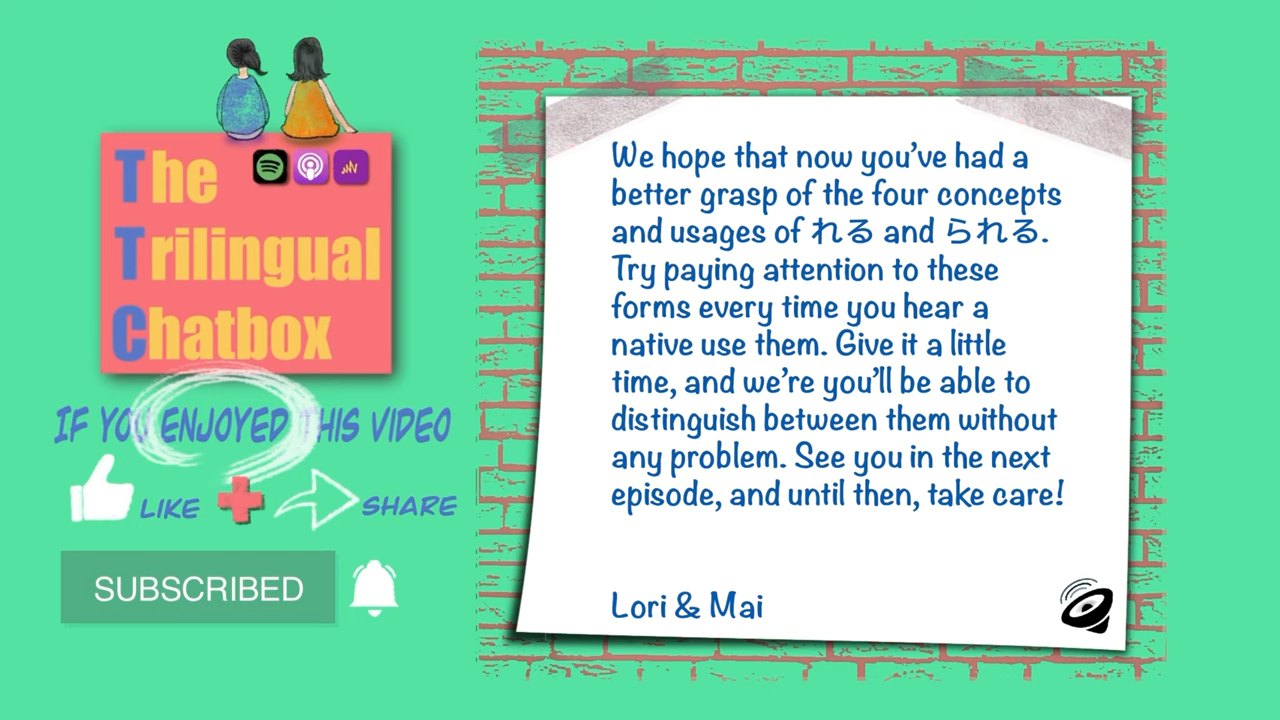 The
Trilingual
Chatbox
IF YOU ENJOYED THIS VIDEO
LIKE
SHARE
SUBSCRIBED
We hope that now you've had a
better grasp of the four concepts
and usages of れる and られる.
Try paying attention to these
forms every time you hear a
native use them. Give it a little
time, and we're you'll be able to
distinguish between them without
any problem. See you in the next
episode, and until then, take care!
Lori & Mai